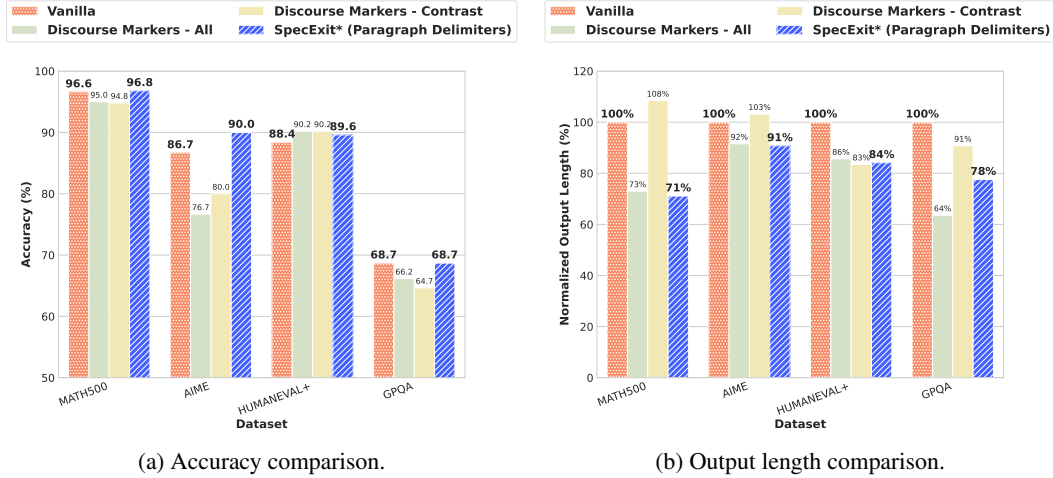 Vanilla
Discourse Markers - All
Discourse Markers - Contrast
SpecExit* (Paragraph Delimiters)
Accuracy (%)
100
90
80
70
60
50
96.6
95.0
94.8
96.8
86.7
76.7
80.0
90.0
88.4
90.2
90.2
89.6
68.7
66.2
64.7
68.7
MATH500
AIME
HUMANEVAL+
GPQA
Dataset
(a) Accuracy comparison.
Vanilla
Discourse Markers - All
Discourse Markers - Contrast
SpecExit* (Paragraph Delimiters)
Normalized Output Length (%)
120
100
80
60
40
20
0
100%
73%
108%
71%
100%
92%
103%
91%
100%
86%
83%
84%
100%
64%
91%
78%
MATH500
AIME
HUMANEVAL+
GPQA
Dataset
(b) Output length comparison.